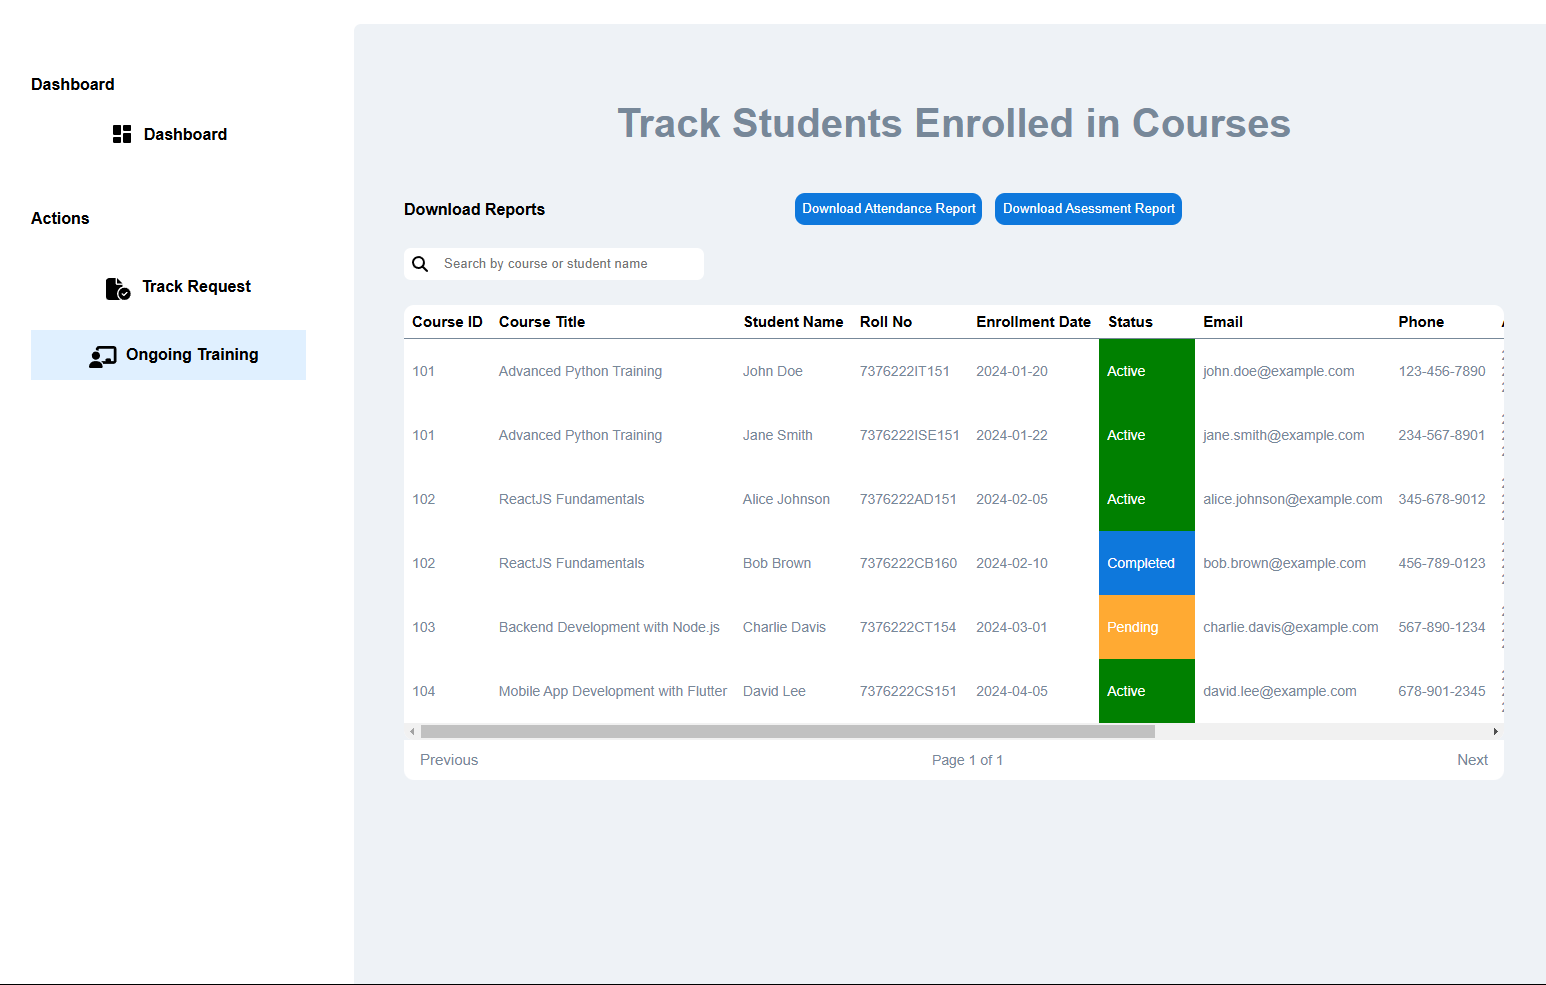 Dashboard
Dashboard
Actions
Track Request
Ongoing Training
Track Students Enrolled in Courses
Download Reports
Download Attendance Report
Download Asessment Report
Search by course or student name
Course ID Course Title Student Name Roll No Enrollment Date Status Email Phone
101 Advanced Python Training John Doe 7376222IT151 2024-01-20 Active john.doe@example.com 123-456-7890
101 Advanced Python Training Jane Smith 7376222ISE151 2024-01-22 Active jane.smith@example.com 234-567-8901
102 ReactJS Fundamentals Alice Johnson 7376222AD151 2024-02-05 Active alice.johnson@example.com 345-678-9012
102 ReactJS Fundamentals Bob Brown 7376222CB160 2024-02-10 Completed bob.brown@example.com 456-789-0123
103 Backend Development with Node.js Charlie Davis 7376222CT154 2024-03-01 Pending charlie.davis@example.com 567-890-1234
104 Mobile App Development with Flutter David Lee 7376222CS151 2024-04-05 Active david.lee@example.com 678-901-2345
Previous Page 1 of 1 Next